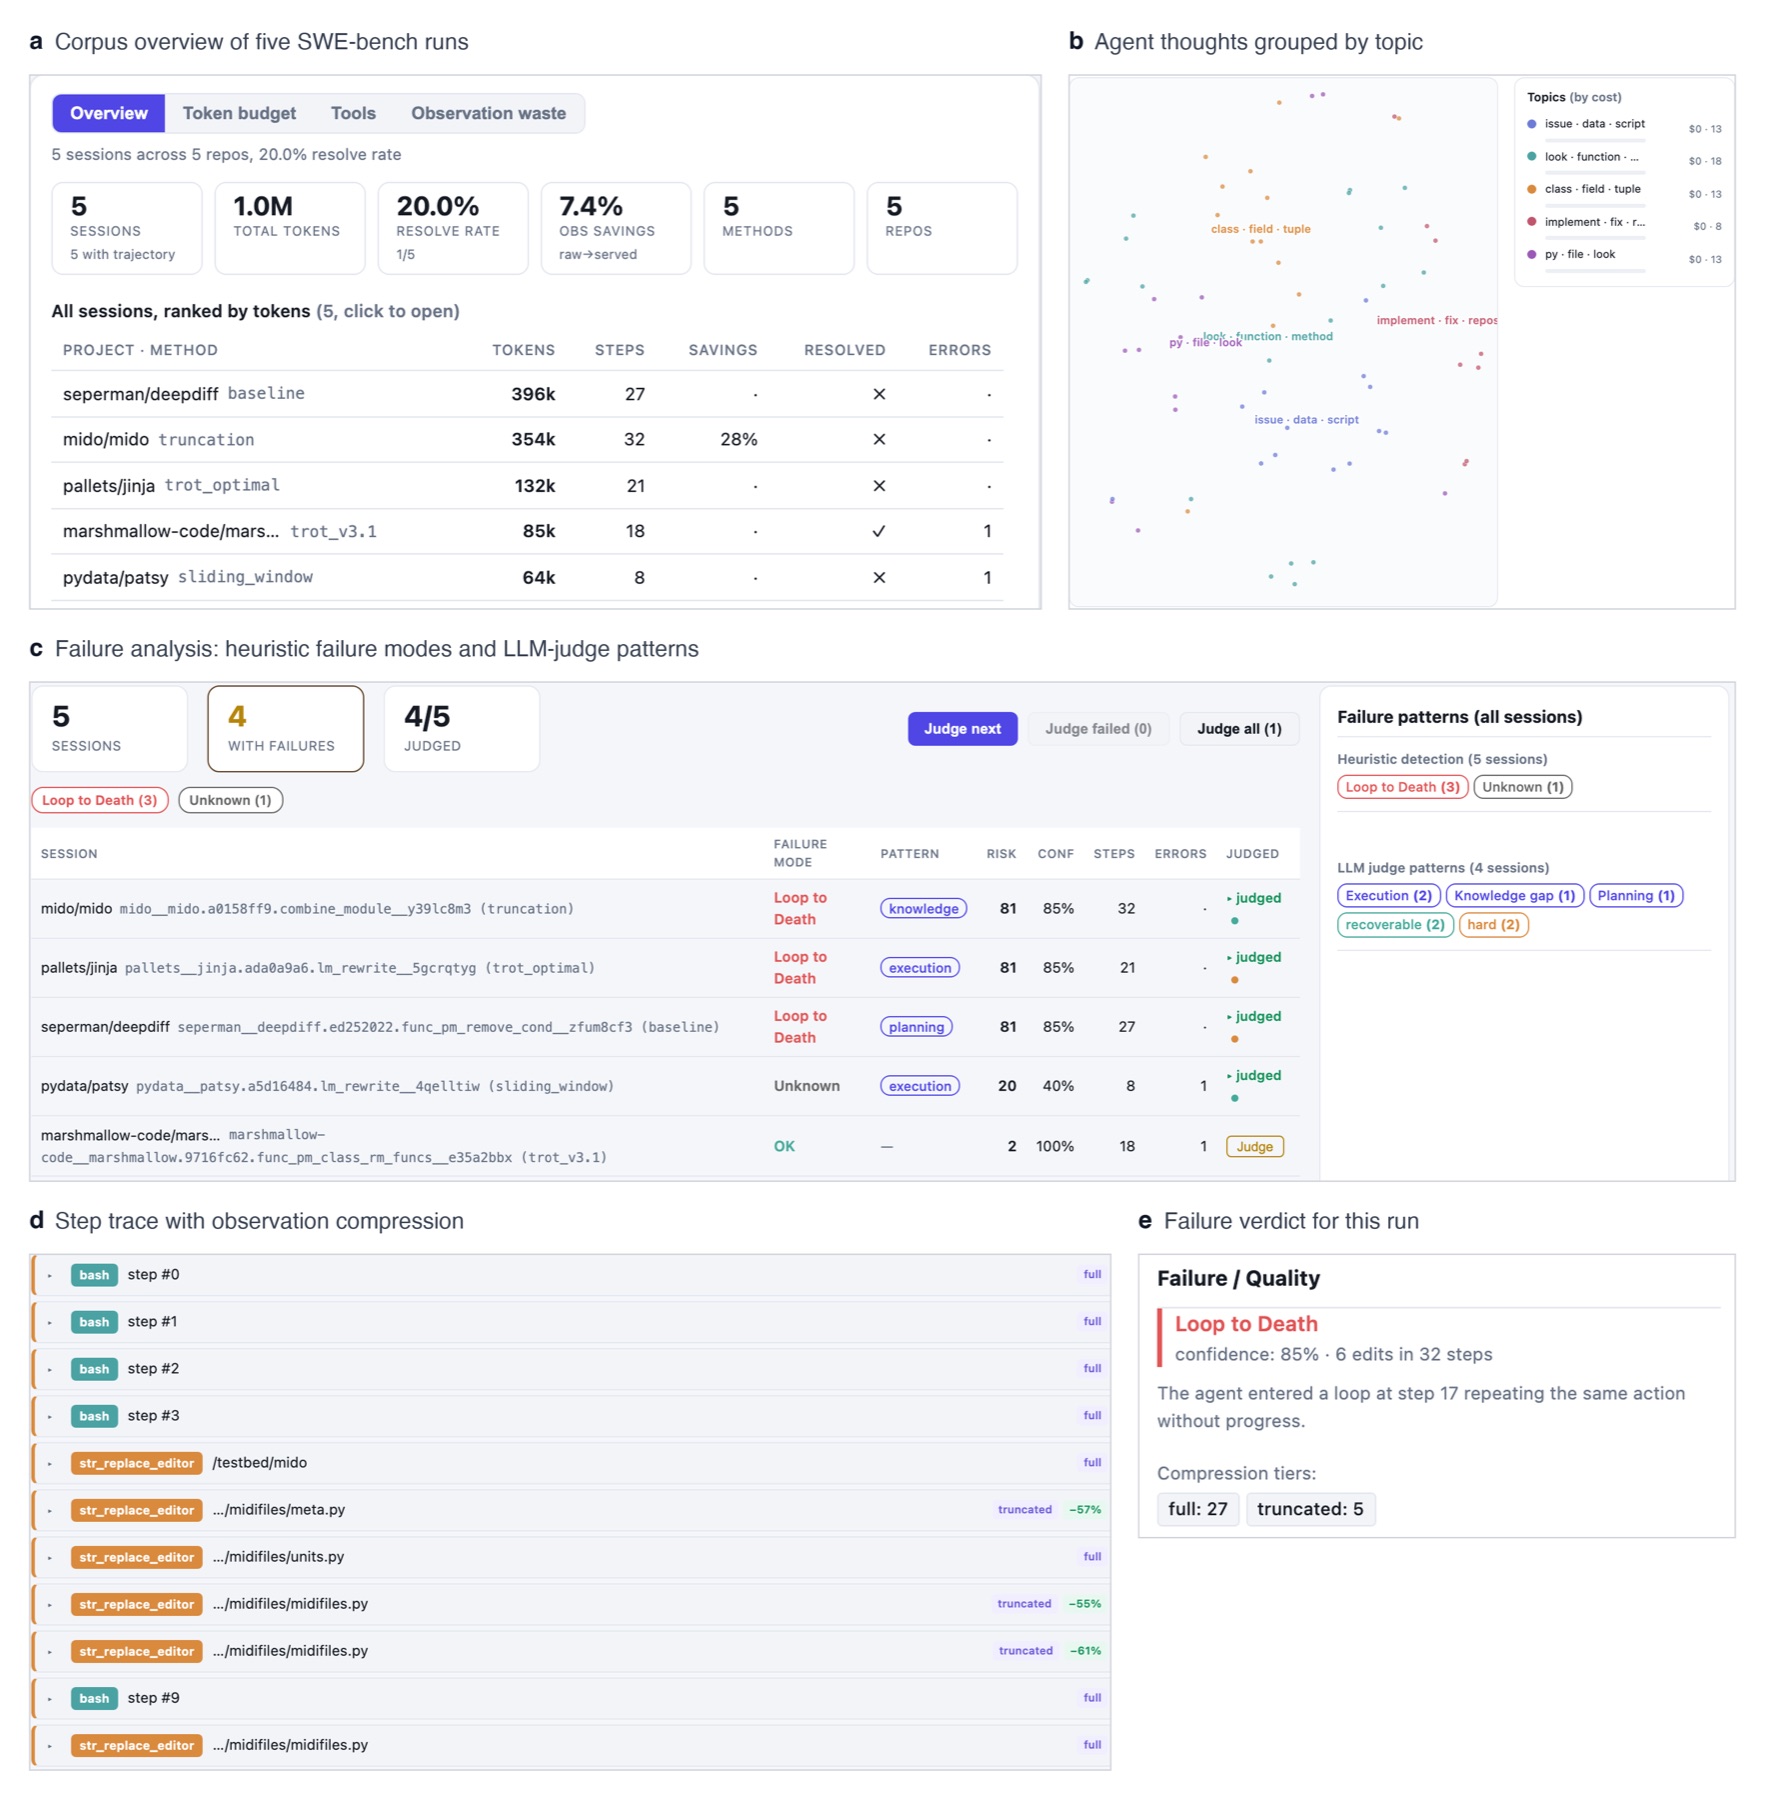 a Corpus overview of five SWE-bench runs
Overview Token budget Tools Observation waste
5 sessions across 5 repos, 20.0% resolve rate
5 1.0M 20.0% 7.4% 5 5
SESSIONS TOTAL TOKENS RESOLVE RATE OBS SAVINGS METHODS REPOS
5 with trajectory 1/5 raw→served
All sessions, ranked by tokens (5, click to open)
PROJECT · METHOD TOKENS STEPS SAVINGS RESOLVED ERRORS
seperman/deepdiff baseline 396k 27 · ✕ ·
mido/mido truncation 354k 32 28% ✕ ·
pallets/jinja trot_optimal 132k 21 · ✕ ·
marshmallow-code/mars... trot_v3.1 85k 18 · ✓ 1
pydata/patsy sliding_window 64k 8 · ✕ 1
b Agent thoughts grouped by topic
class · field · tuple
implement · fix · repos
look · function · method
py · file · look
issue · data · script
Topics (by cost)
issue · data · script $0 · 13
look · function · ... $0 · 18
class · field · tuple $0 · 13
implement · fix · r... $0 · 8
py · file · look $0 · 13
c Failure analysis: heuristic failure modes and LLM-judge patterns
5 4 4/5
SESSIONS WITH FAILURES JUDGED
Judge next Judge failed (0) Judge all (1)
Loop to Death (3) Unknown (1)
SESSION FAILURE MODE PATTERN RISK CONF STEPS ERRORS JUDGED
mido/mido mido__mido.a0158ff9.combine_module__y39lc8m3 (truncation) Loop to Death knowledge 81 85% 32 · ▸ judged
pallets/jinja pallets__jinja.ada0a9a6.lm_rewrite__5gcrqtyg (trot_optimal) Loop to Death execution 81 85% 21 · ▸ judged
seperman/deepdiff seperman__deepdiff.ed252022.func_pm_remove_cond__zfum8cf3 (baseline) Loop to Death planning 81 85% 27 · ▸ judged
pydata/patsy pydata__patsy.a5d16484.lm_rewrite__4qelltiw (sliding_window) Unknown execution 20 40% 8 1 ▸ judged
marshmallow-code/mars... marshmallow-
code__marshmallow.9716fc62.func_pm_class_rm_funcs__e35a2bbx (trot_v3.1) OK — 2 100% 18 1 Judge
Failure patterns (all sessions)
Heuristic detection (5 sessions)
Loop to Death (3) Unknown (1)
LLM judge patterns (4 sessions)
Execution (2) Knowledge gap (1) Planning (1)
recoverable (2) hard (2)
d Step trace with observation compression
bash step #0 full
bash step #1 full
bash step #2 full
bash step #3 full
str_replace_editor /testbed/mido full
str_replace_editor .../midifiles/meta.py truncated −57%
str_replace_editor .../midifiles/units.py full
str_replace_editor .../midifiles/midifiles.py truncated −55%
str_replace_editor .../midifiles/midifiles.py truncated −61%
bash step #9 full
str_replace_editor .../midifiles/midifiles.py full
e Failure verdict for this run
Failure / Quality
Loop to Death
confidence: 85% · 6 edits in 32 steps
The agent entered a loop at step 17 repeating the same action
without progress.
Compression tiers:
full: 27 truncated: 5